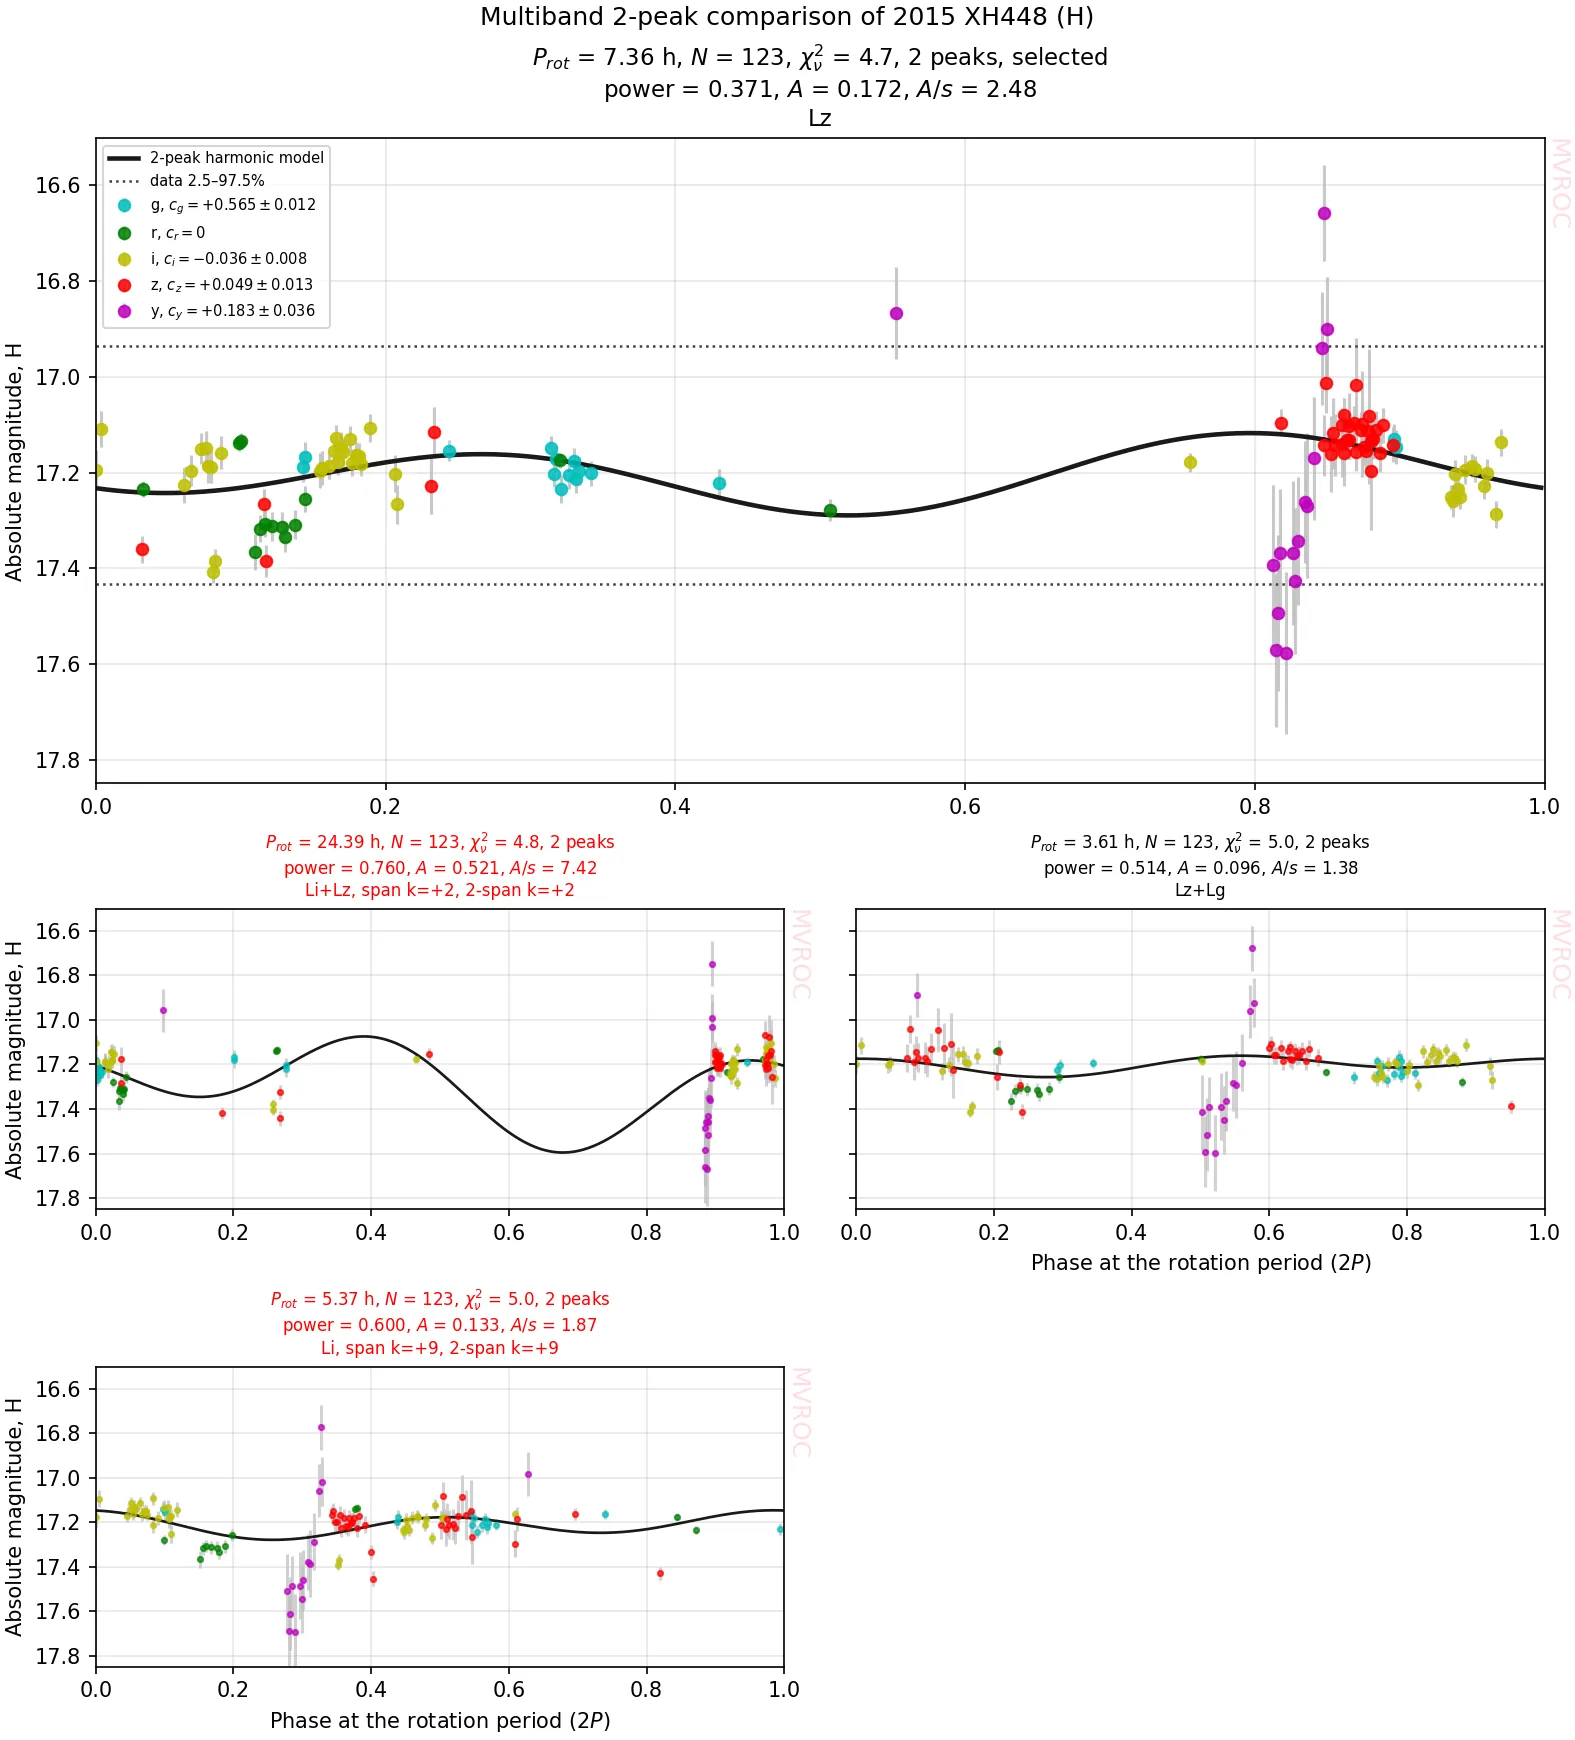 Multiband 2-peak comparison of 2015 XH448 (H)
P_rot = 7.36 h, N = 123, χ²_ν = 4.7, 2 peaks, selected
power = 0.371, A = 0.172, A/s = 2.48
Lz
2-peak harmonic model
data 2.5–97.5%
g, c_g = +0.565 ± 0.012
r, c_r = 0
i, c_i = −0.036 ± 0.008
z, c_z = +0.049 ± 0.013
y, c_y = +0.183 ± 0.036
MVROC
Absolute magnitude, H
16.6
16.8
17.0
17.2
17.4
17.6
17.8
0.0 0.2 0.4 0.6 0.8 1.0
P_rot = 24.39 h, N = 123, χ²_ν = 4.8, 2 peaks
power = 0.760, A = 0.521, A/s = 7.42
Li+Lz, span k=+2, 2-span k=+2
MVROC
Absolute magnitude, H
16.6
16.8
17.0
17.2
17.4
17.6
17.8
0.0 0.2 0.4 0.6 0.8 1.0
P_rot = 3.61 h, N = 123, χ²_ν = 5.0, 2 peaks
power = 0.514, A = 0.096, A/s = 1.38
Lz+Lg
MVROC
0.0 0.2 0.4 0.6 0.8 1.0
Phase at the rotation period (2P)
P_rot = 5.37 h, N = 123, χ²_ν = 5.0, 2 peaks
power = 0.600, A = 0.133, A/s = 1.87
Li, span k=+9, 2-span k=+9
MVROC
Absolute magnitude, H
16.6
16.8
17.0
17.2
17.4
17.6
17.8
0.0 0.2 0.4 0.6 0.8 1.0
Phase at the rotation period (2P)